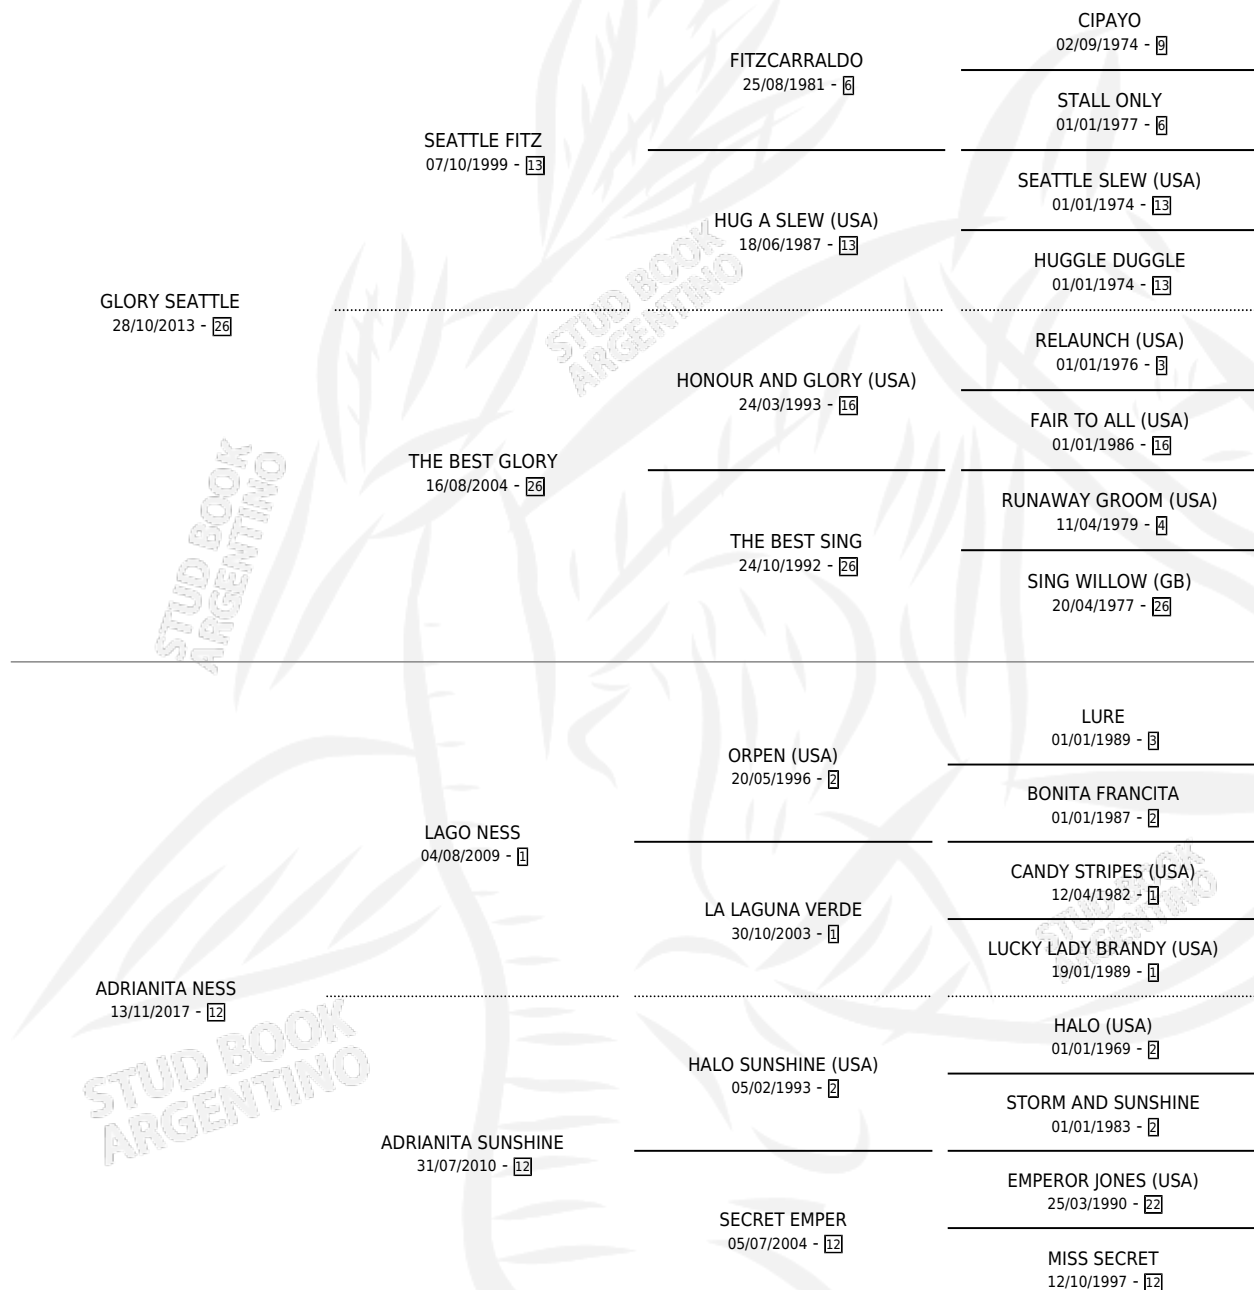 CIPAYO
02/09/1974 - 9
FITZCARRALDO
25/08/1981 - 6
STALL ONLY
01/01/1977 - 6
SEATTLE FITZ
07/10/1999 - 13
SEATTLE SLEW (USA)
01/01/1974 - 13
HUG A SLEW (USA)
18/06/1987 - 13
HUGGLE DUGGLE
01/01/1974 - 13
GLORY SEATTLE
28/10/2013 - 26
RELAUNCH (USA)
01/01/1976 - 3
HONOUR AND GLORY (USA)
24/03/1993 - 16
FAIR TO ALL (USA)
01/01/1986 - 16
THE BEST GLORY
16/08/2004 - 26
RUNAWAY GROOM (USA)
11/04/1979 - 4
THE BEST SING
24/10/1992 - 26
SING WILLOW (GB)
20/04/1977 - 26
STUD BOOK
ARGENTINO
STUD BOOK
ARGENTINO
LURE
01/01/1989 - 3
ORPEN (USA)
20/05/1996 - 2
BONITA FRANCITA
01/01/1987 - 2
LAGO NESS
04/08/2009 - 1
CANDY STRIPES (USA)
12/04/1982 - 1
LA LAGUNA VERDE
30/10/2003 - 1
LUCKY LADY BRANDY (USA)
19/01/1989 - 1
ADRIANITA NESS
13/11/2017 - 12
HALO (USA)
01/01/1969 - 2
HALO SUNSHINE (USA)
05/02/1993 - 2
STORM AND SUNSHINE
01/01/1983 - 2
ADRIANITA SUNSHINE
31/07/2010 - 12
EMPEROR JONES (USA)
25/03/1990 - 22
SECRET EMPER
05/07/2004 - 12
MISS SECRET
12/10/1997 - 12
STUD BOOK
ARGENTINO
STUD BOOK
ARGENTINO